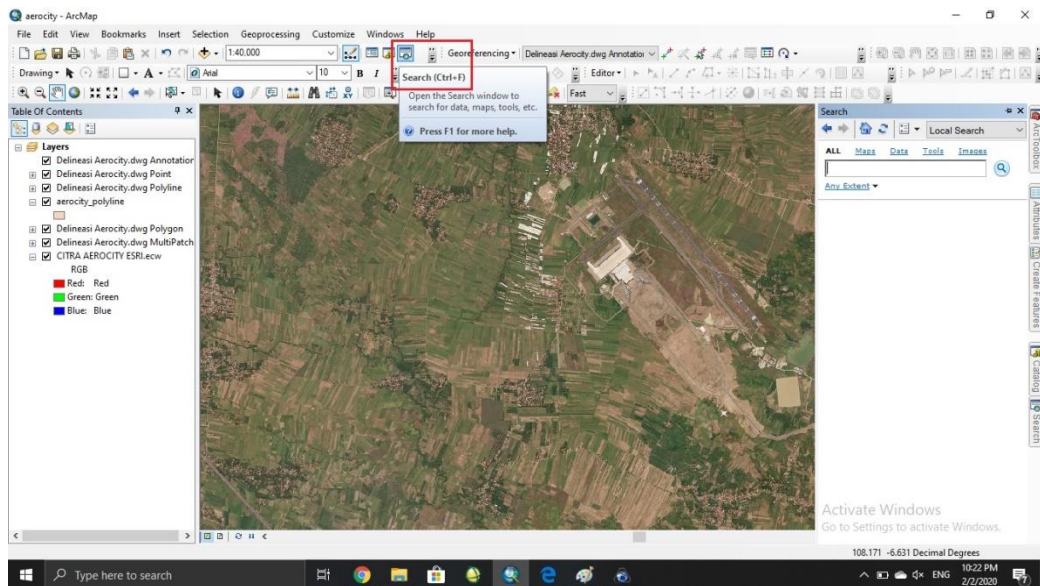 aerocity - ArcMap
File Edit View Bookmarks Insert Selection Geoprocessing Customize Windows Help
1:40,000
Georeferencing
Delineasi Aerocity.dwg Annotation
Drawing
A
Arial
10
B I
Editor
Fast
Search (Ctrl+F)
Open the Search window to
search for data, maps, tools, etc.
Press F1 for more help.
Table Of Contents
Layers
Delineasi Aerocity.dwg Annotation
Delineasi Aerocity.dwg Point
Delineasi Aerocity.dwg Polyline
aerocity_polyline
Delineasi Aerocity.dwg Polygon
Delineasi Aerocity.dwg MultiPatch
CITRA AEROCITY ESRI.ecw
RGB
Red: Red
Green: Green
Blue: Blue
Search
Local Search
ALL Maps Data Tools Images
Any Extent
ArcToolbox
Attributes
Create Features
Catalog
Search
Activate Windows
Go to Settings to activate Windows.
108.171 -6.631 Decimal Degrees
Type here to search
ENG
10:22 PM
2/2/2020